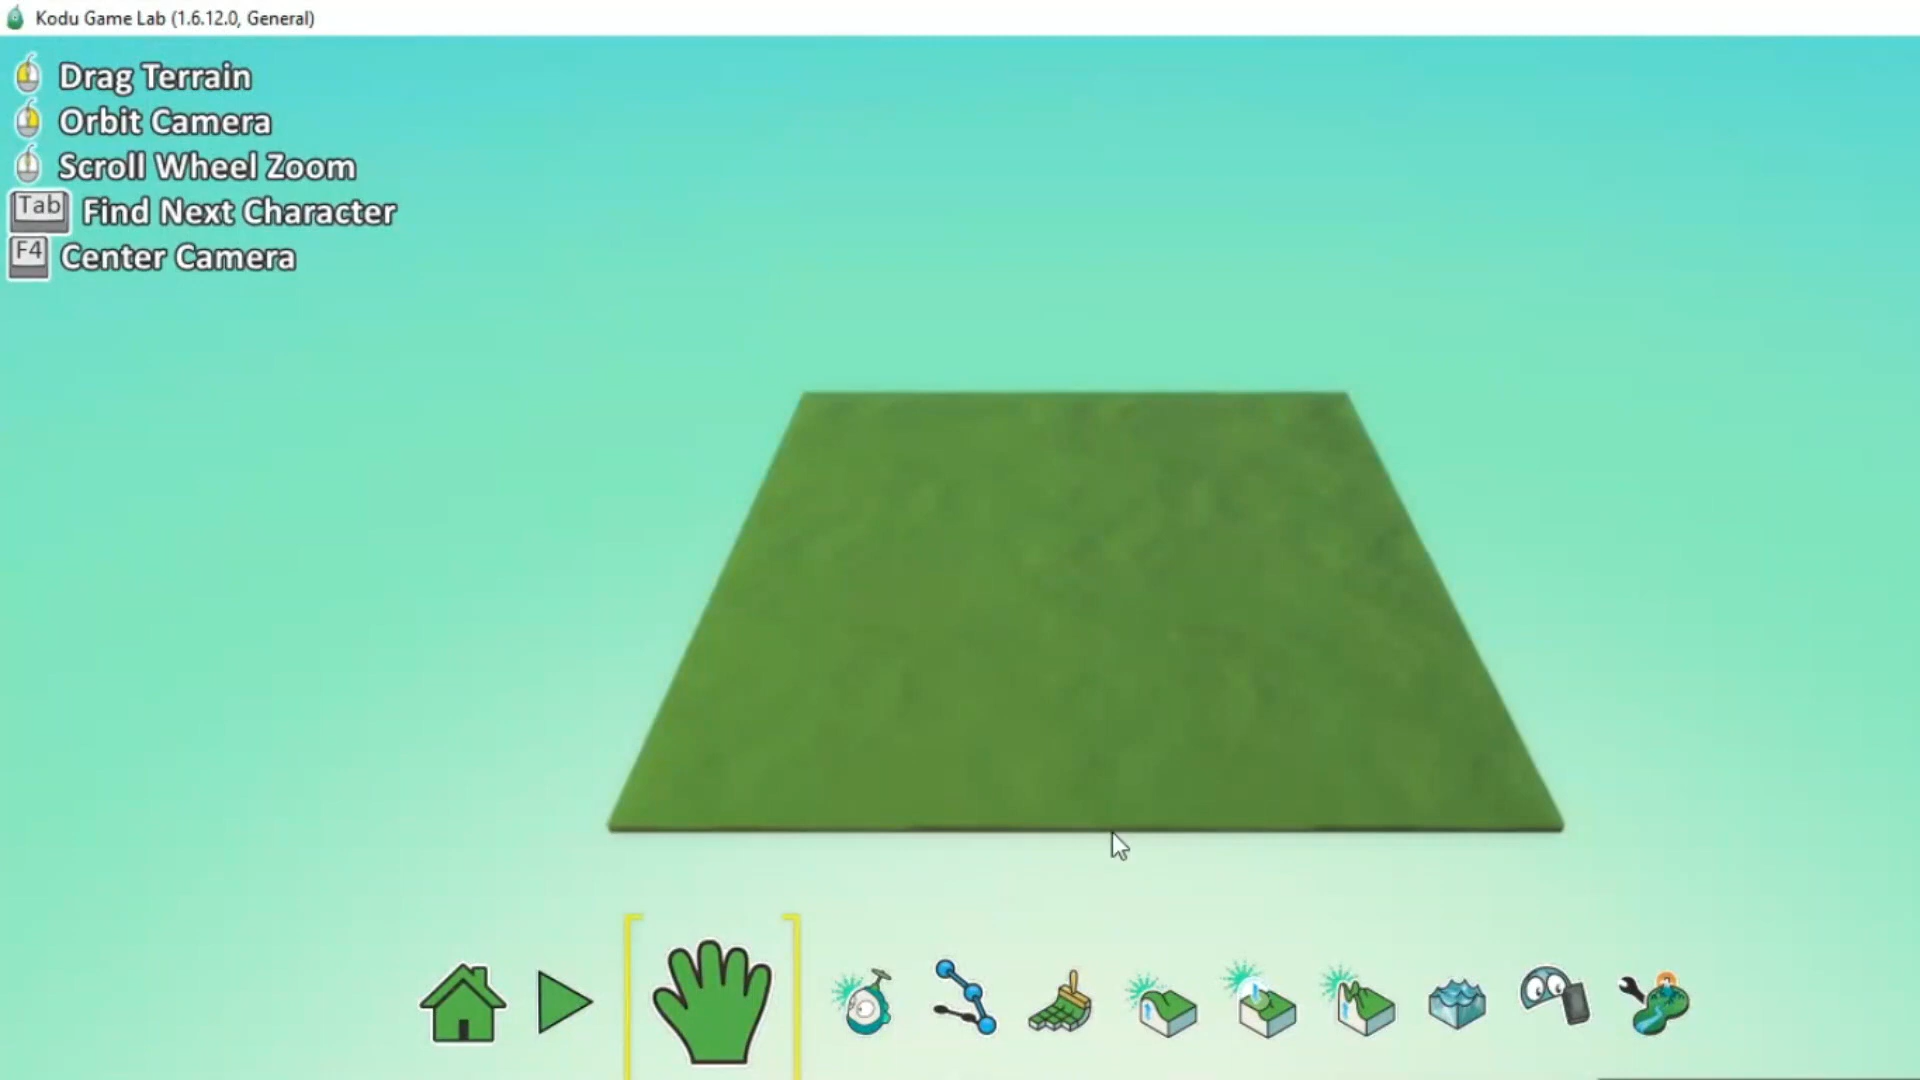 Kodu Game Lab (1.6.12.0, General)
Drag Terrain
Orbit Camera
Scroll Wheel Zoom
Tab Find Next Character
F4 Center Camera